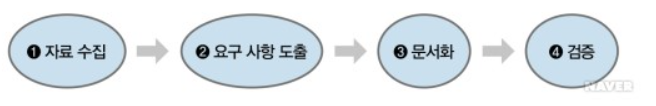 ❶ 자료 수집 ❷ 요구 사항 도출 ❸ 문서화 ❹ 검증
NAVER